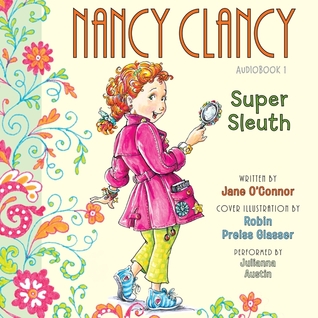 NANCY CLANCY
AUDIOBOOK 1
Super
Sleuth
WRITTEN BY
Jane O'Connor
COVER ILLUSTRATION BY
Robin
Preiss Glasser
PERFORMED BY
Julianna
Austin